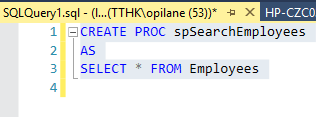 SQLQuery1.sql - (l...(TTHK\opilane (53))* HP-CZC0
1 CREATE PROC spSearchEmployees
2 AS
3 SELECT * FROM Employees
4